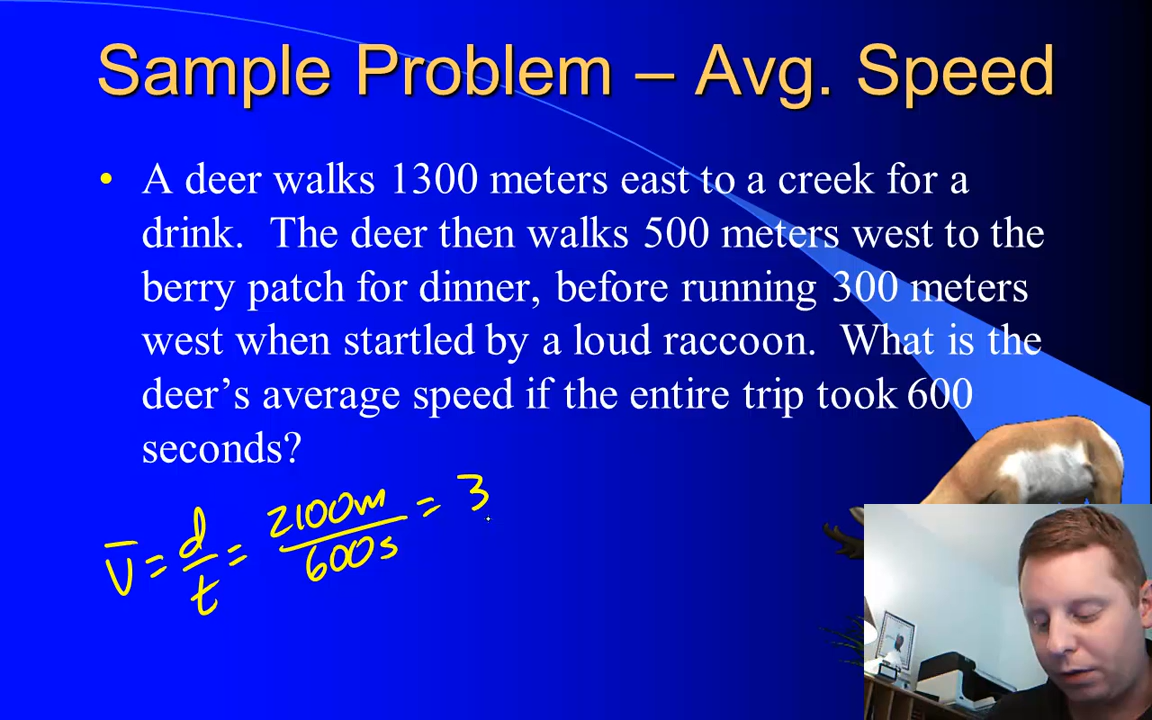 Sample Problem – Avg. Speed
• A deer walks 1300 meters east to a creek for a
drink. The deer then walks 500 meters west to the
berry patch for dinner, before running 300 meters
west when startled by a loud raccoon. What is the
deer’s average speed if the entire trip took 600
seconds?
v̅ = d/t = 2100m/600s = 3.